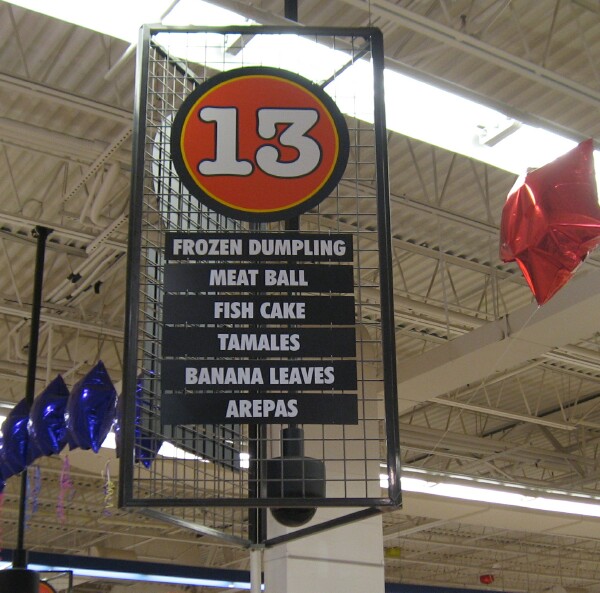 13
FROZEN DUMPLING
MEAT BALL
FISH CAKE
TAMALES
BANANA LEAVES
AREPAS